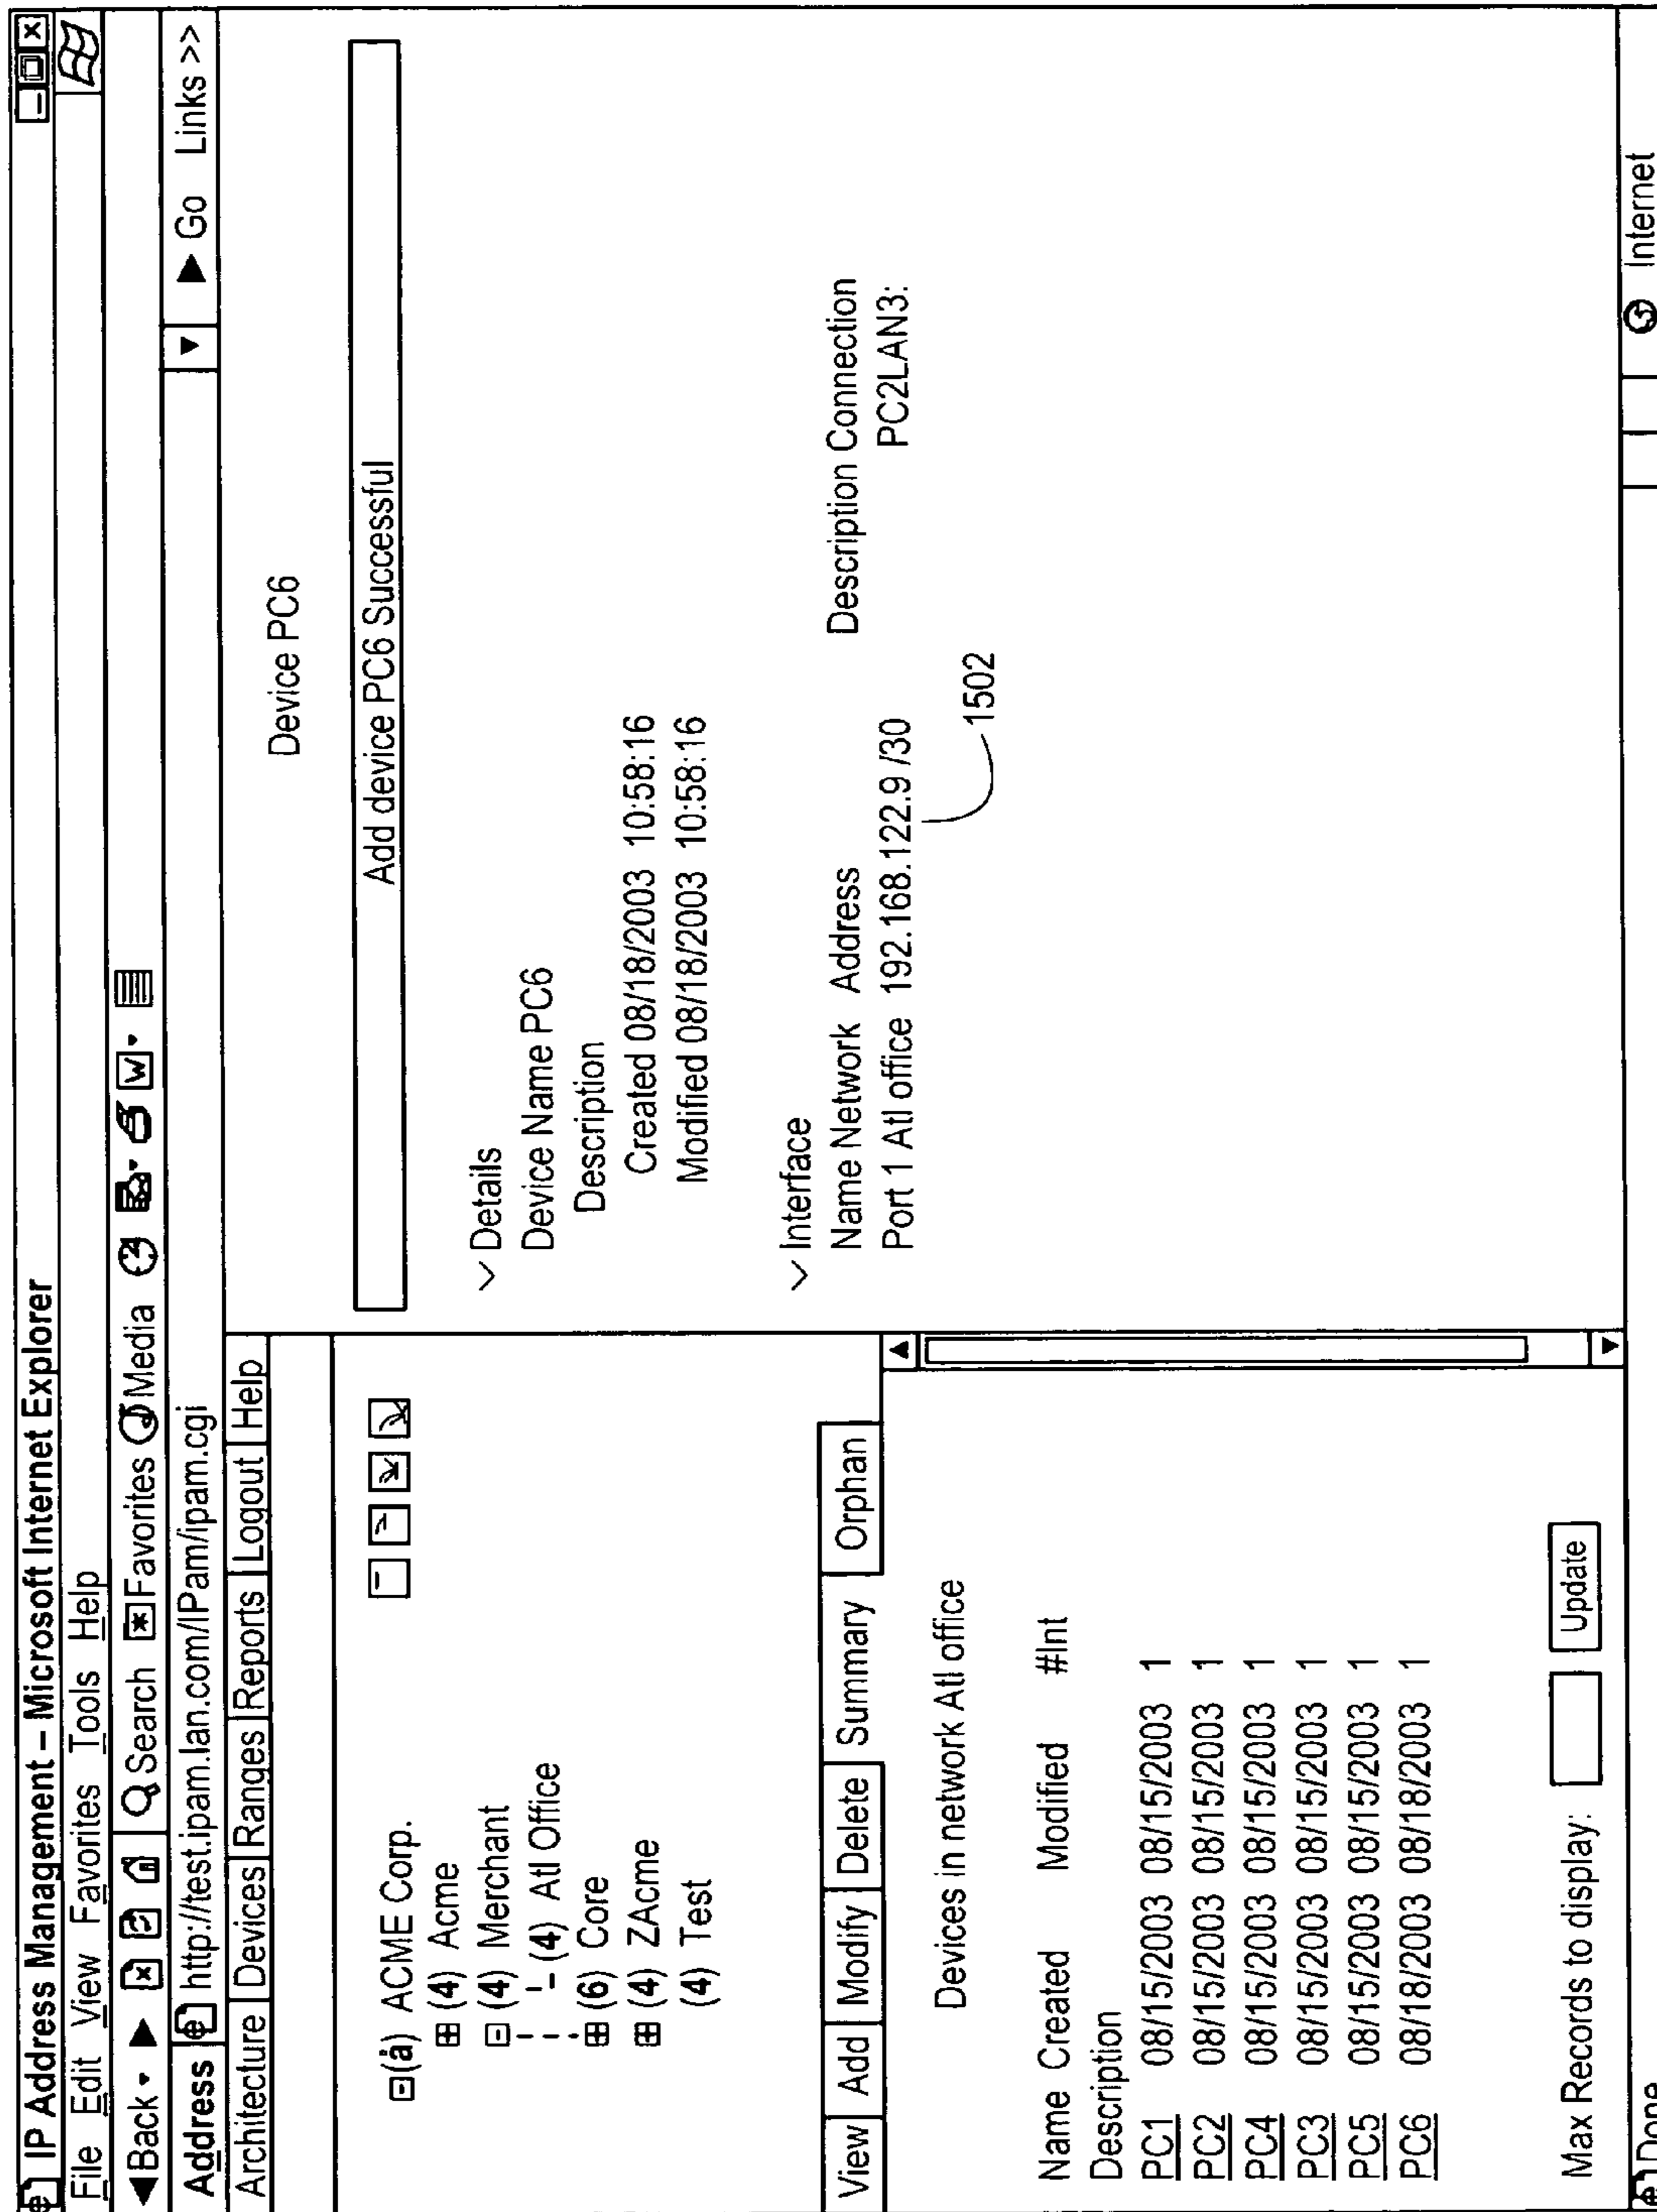 IP Address Management – Microsoft Internet Explorer
File Edit View Favorites Tools Help
Back Search Favorites Media W
Address http://test.ipam.lan.com/IPam/ipam.cgi Go Links >>
Architecture Devices Ranges Reports Logout Help
(å) ACME Corp.
(4) Acme
(4) Merchant
(4) Atl Office
(6) Core
(4) ZAcme
(4) Test
View Add Modify Delete Summary Orphan
Devices in network Atl office
Name Created Modified #Int
Description
PC1 08/15/2003 08/15/2003 1
PC2 08/15/2003 08/15/2003 1
PC4 08/15/2003 08/15/2003 1
PC3 08/15/2003 08/15/2003 1
PC5 08/15/2003 08/15/2003 1
PC6 08/18/2003 08/18/2003 1
Max Records to display: Update
Device PC6
Add device PC6 Successful
Details
Device Name PC6
Description
Created 08/18/2003 10:58:16
Modified 08/18/2003 10:58:16
Interface
Name Network Address Description Connection
Port 1 Atl office 192.168.122.9 /30 PC2LAN3:
1502
Done Internet